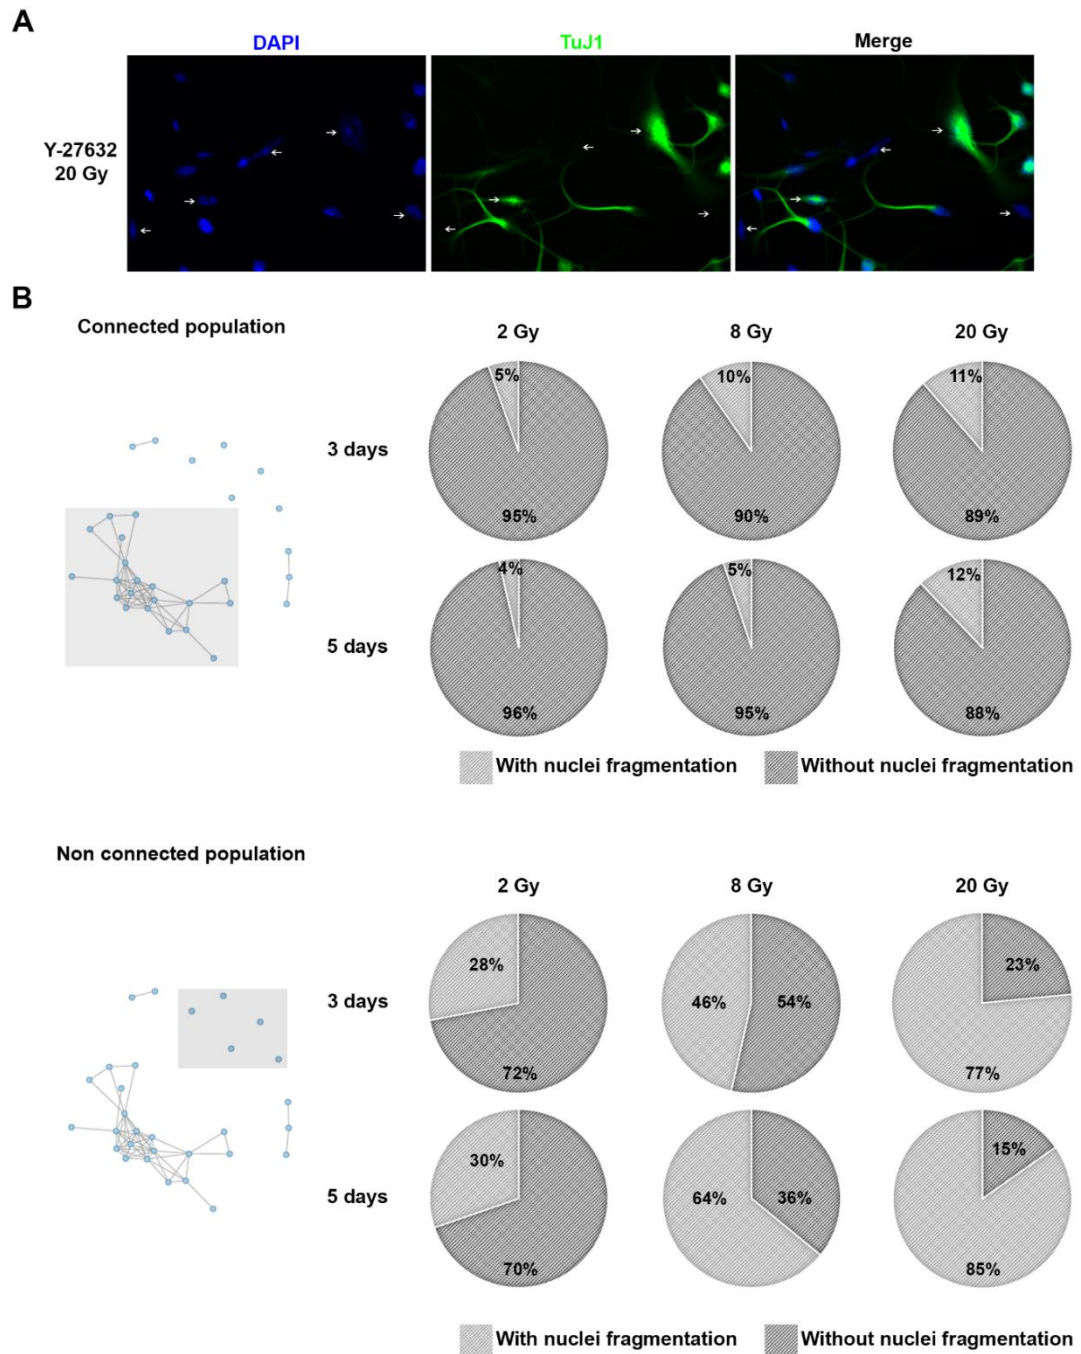 A
DAPI TuJ1 Merge
Y-27632
20 Gy
B
Connected population
2 Gy 8 Gy 20 Gy
3 days
5% 10% 11%
95% 90% 89%
5 days
4% 5% 12%
96% 95% 88%
With nuclei fragmentation Without nuclei fragmentation
Non connected population
2 Gy 8 Gy 20 Gy
3 days
28% 46% 54% 23%
72% 77%
5 days
30% 64% 36% 15%
70% 85%
With nuclei fragmentation Without nuclei fragmentation